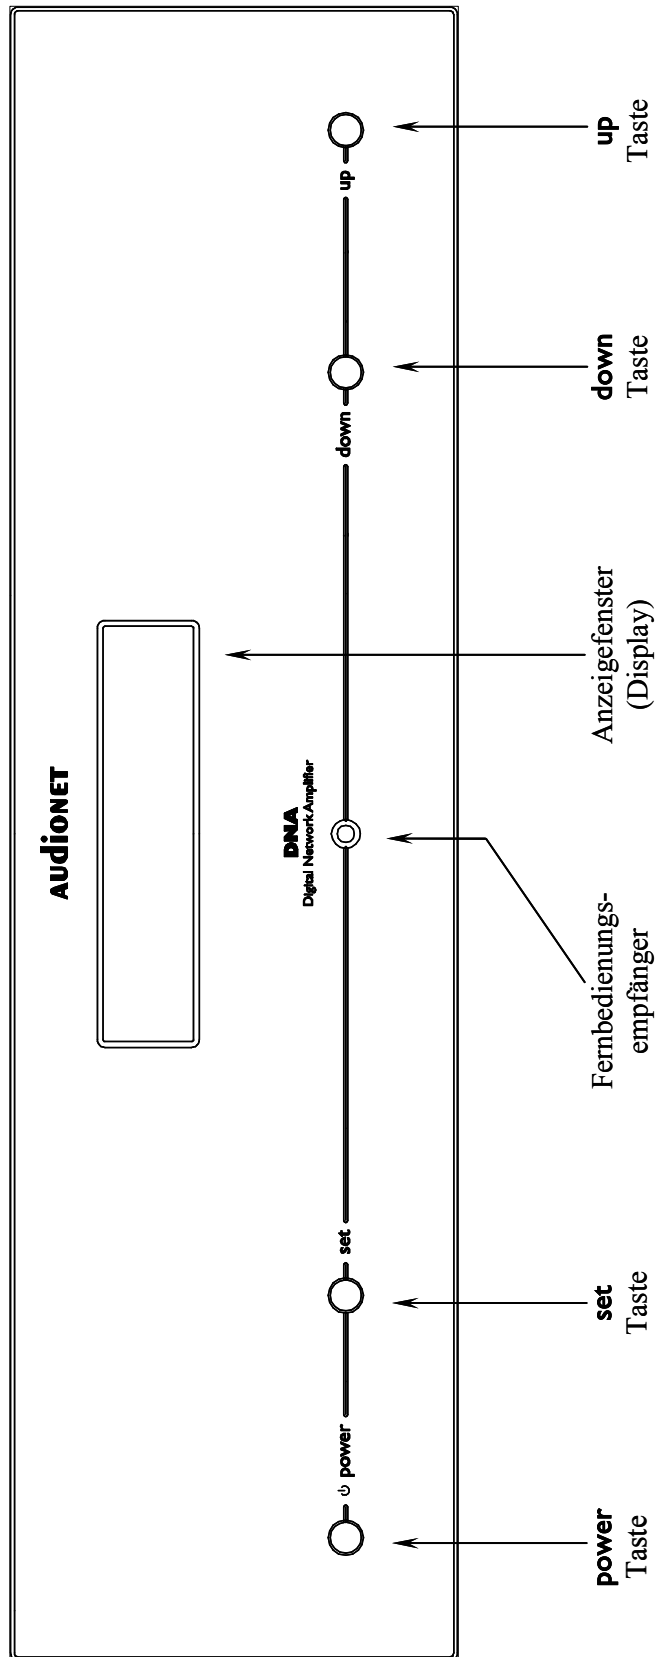 AUdioNET
DNA
Digital Network Amplifier
power
set
down
up
power
Taste
set
Taste
Fernbedienungs-
empfänger
Anzeigefenster
(Display)
down
Taste
up
Taste